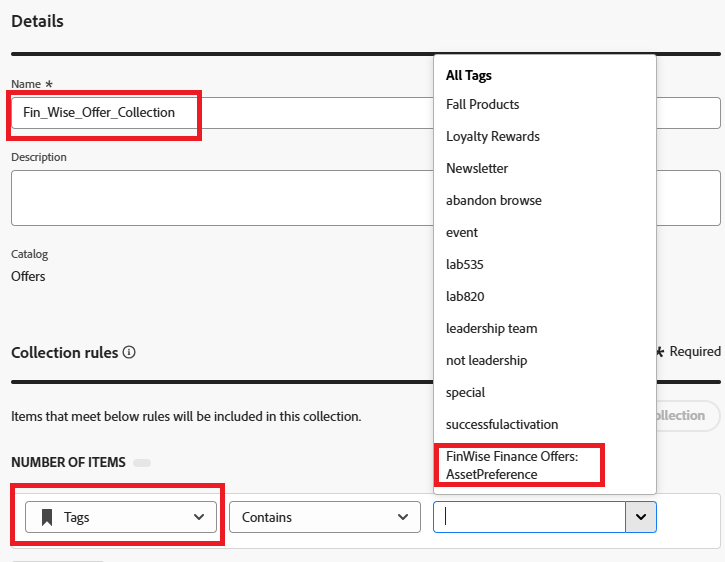 Details
Name *
Fin_Wise_Offer_Collection
Description
Catalog
Offers
All Tags
Fall Products
Loyalty Rewards
Newsletter
abandon browse
event
lab535
lab820
leadership team
not leadership
special
successfulactivation
FinWise Finance Offers:
AssetPreference
Collection rules
* Required
Items that meet below rules will be included in this collection.
ollection
NUMBER OF ITEMS
Tags
Contains